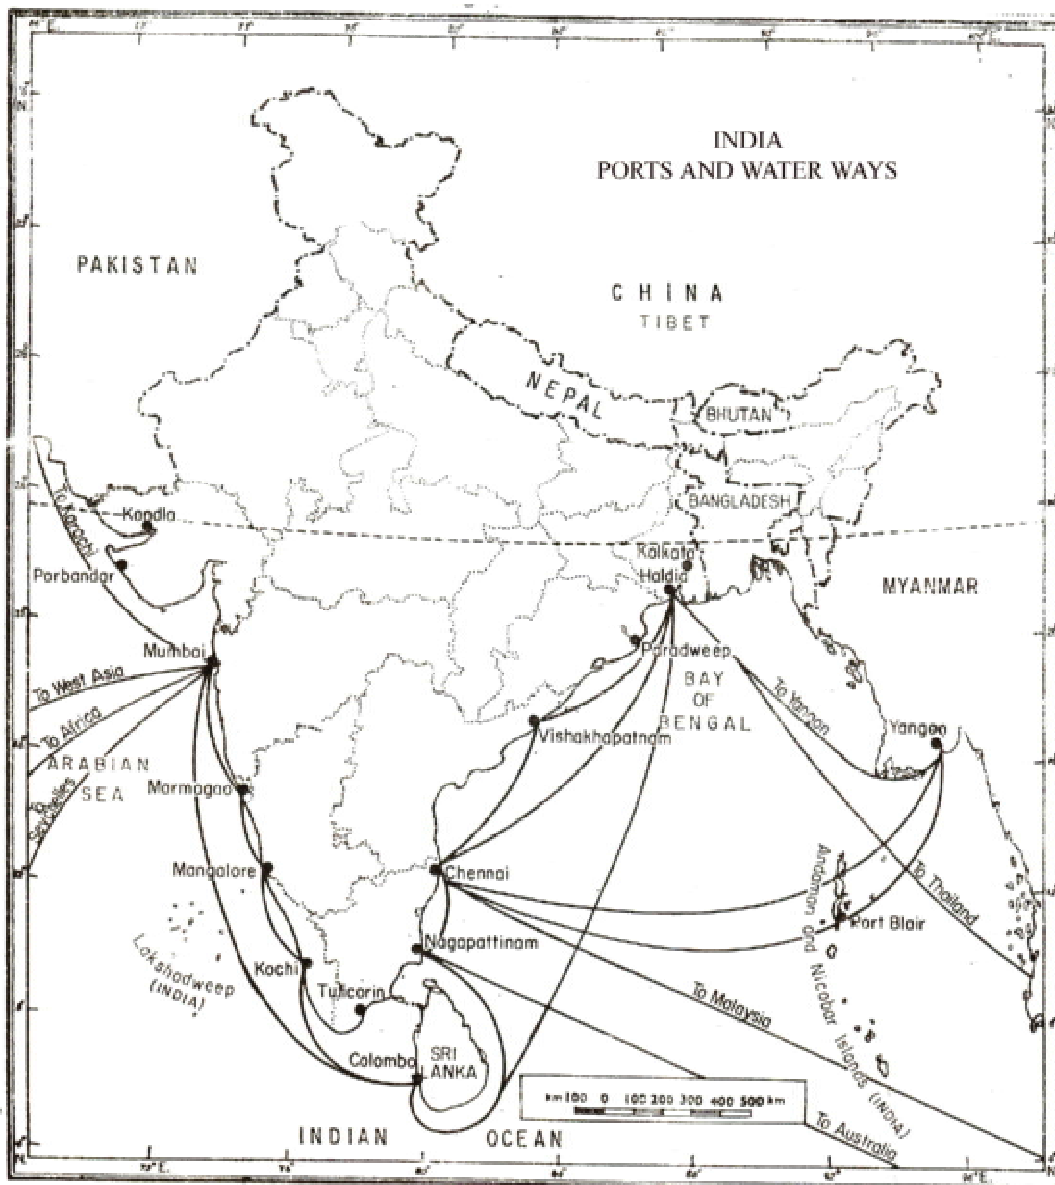 INDIA
PORTS AND WATER WAYS
PAKISTAN
CHINA
TIBET
NEPAL
BHUTAN
BANGLADESH
To Karachi
Kandla
Porbandar
Kolkata
Haldia
MYANMAR
Mumbai
Paradweep
To West Asia
BAY
OF
BENGAL
To Yannon
To Africa
Vishakhapatnam
Yangon
ARABIAN
SEA
Marmagao
To
Seychelles
Mangalore
Chennai
To Thailand
Andaman and Nicobar Islands (INDIA)
Port Blair
Nagapattinam
Lakshadweep
(INDIA)
Kochi
Tuticorin
To Malaysia
Colombo
SRI
LANKA
km 100 0 100 200 300 400 500 km
To Australia
INDIAN OCEAN